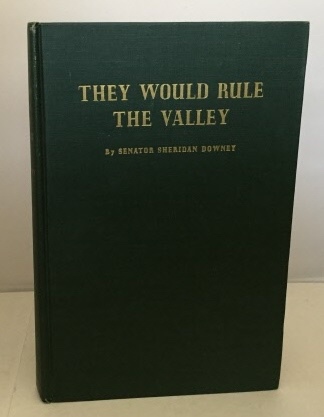 THEY WOULD RULE
THE VALLEY
By SENATOR SHERIDAN DOWNEY